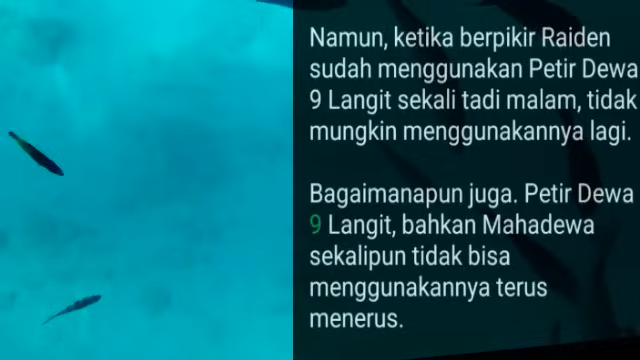 Namun, ketika berpikir Raiden
sudah menggunakan Petir Dewa
9 Langit sekali tadi malam, tidak
mungkin menggunakannya lagi.
Bagaimanapun juga. Petir Dewa
9 Langit, bahkan Mahadewa
sekalipun tidak bisa
menggunakannya terus
menerus.